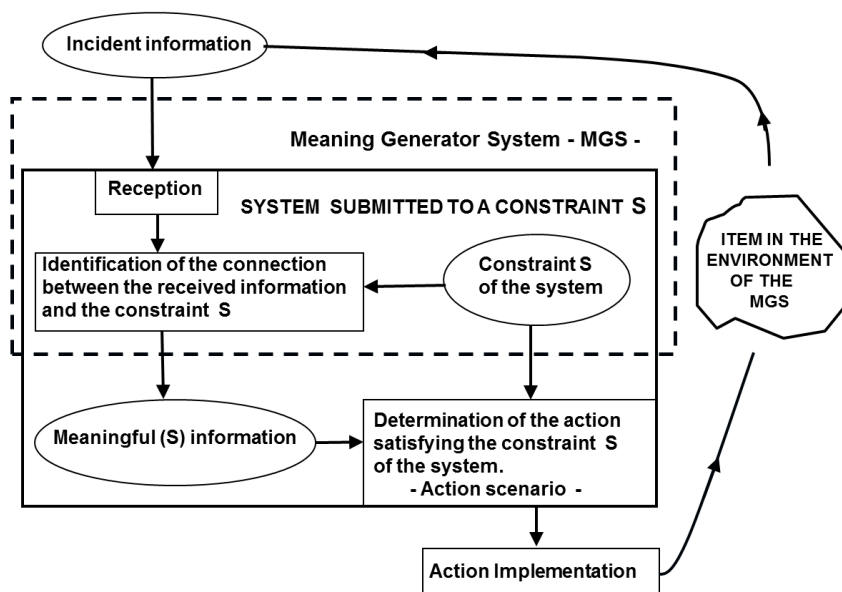 Incident information
Meaning Generator System - MGS -
Reception
SYSTEM SUBMITTED TO A CONSTRAINT S
Identification of the connection
between the received information
and the constraint S
Constraint S
of the system
ITEM IN THE
ENVIRONMENT
OF THE
MGS
Meaningful (S) information
Determination of the action
satisfying the constraint S
of the system.
- Action scenario -
Action Implementation